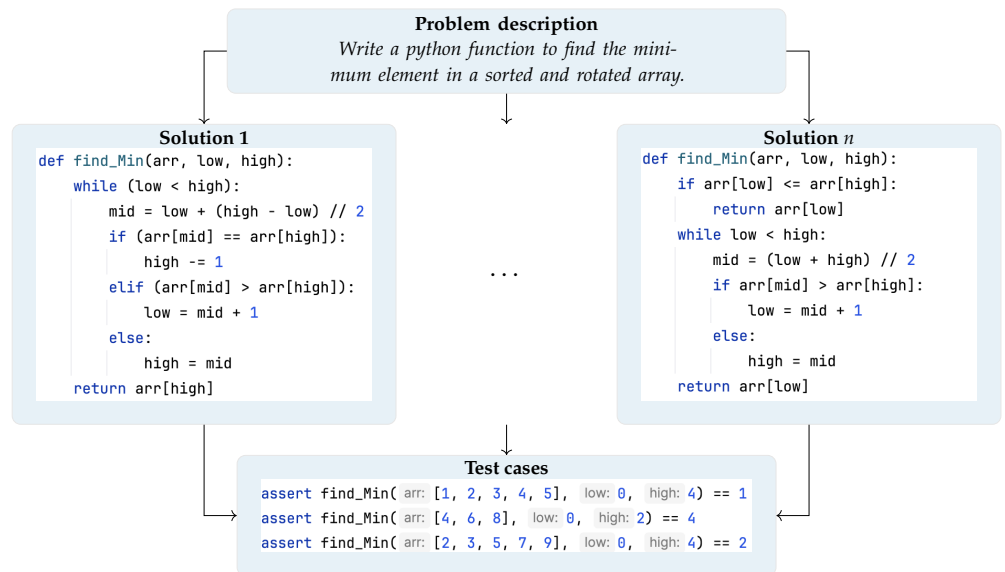 Problem description
Write a python function to find the mini-
mum element in a sorted and rotated array.
Solution 1
def find_Min(arr, low, high):
    while (low < high):
        mid = low + (high - low) // 2
        if (arr[mid] == arr[high]):
            high -= 1
        elif (arr[mid] > arr[high]):
            low = mid + 1
        else:
            high = mid
    return arr[high]
...
Solution n
def find_Min(arr, low, high):
    if arr[low] <= arr[high]:
        return arr[low]
    while low < high:
        mid = (low + high) // 2
        if arr[mid] > arr[high]:
            low = mid + 1
        else:
            high = mid
    return arr[low]
Test cases
assert find_Min( arr: [1, 2, 3, 4, 5], low: 0, high: 4) == 1
assert find_Min( arr: [4, 6, 8], low: 0, high: 2) == 4
assert find_Min( arr: [2, 3, 5, 7, 9], low: 0, high: 4) == 2